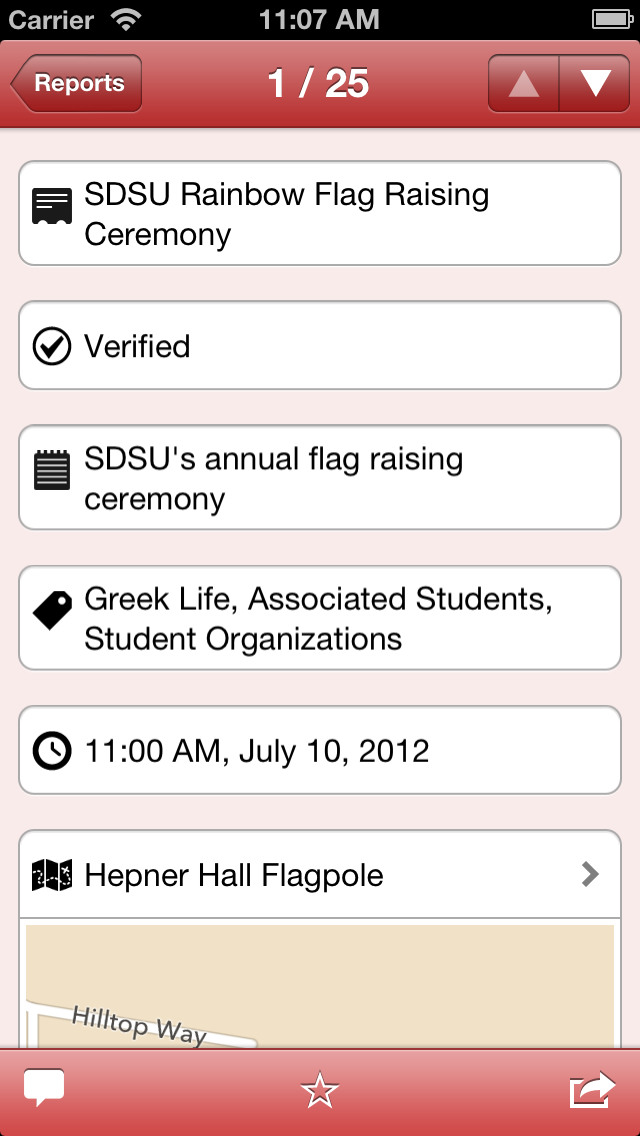 Carrier 11:07 AM
Reports 1 / 25
SDSU Rainbow Flag Raising
Ceremony
Verified
SDSU's annual flag raising
ceremony
Greek Life, Associated Students,
Student Organizations
11:00 AM, July 10, 2012
Hepner Hall Flagpole
Hilltop Way